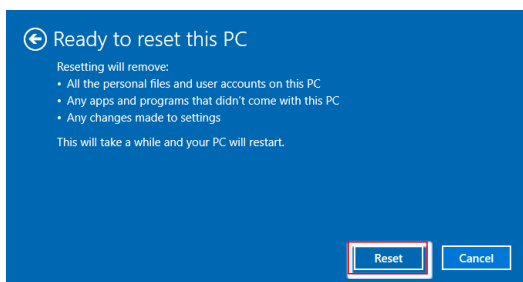 Ready to reset this PC
Resetting will remove:
• All the personal files and user accounts on this PC
• Any apps and programs that didn't come with this PC
• Any changes made to settings
This will take a while and your PC will restart.
Reset
Cancel